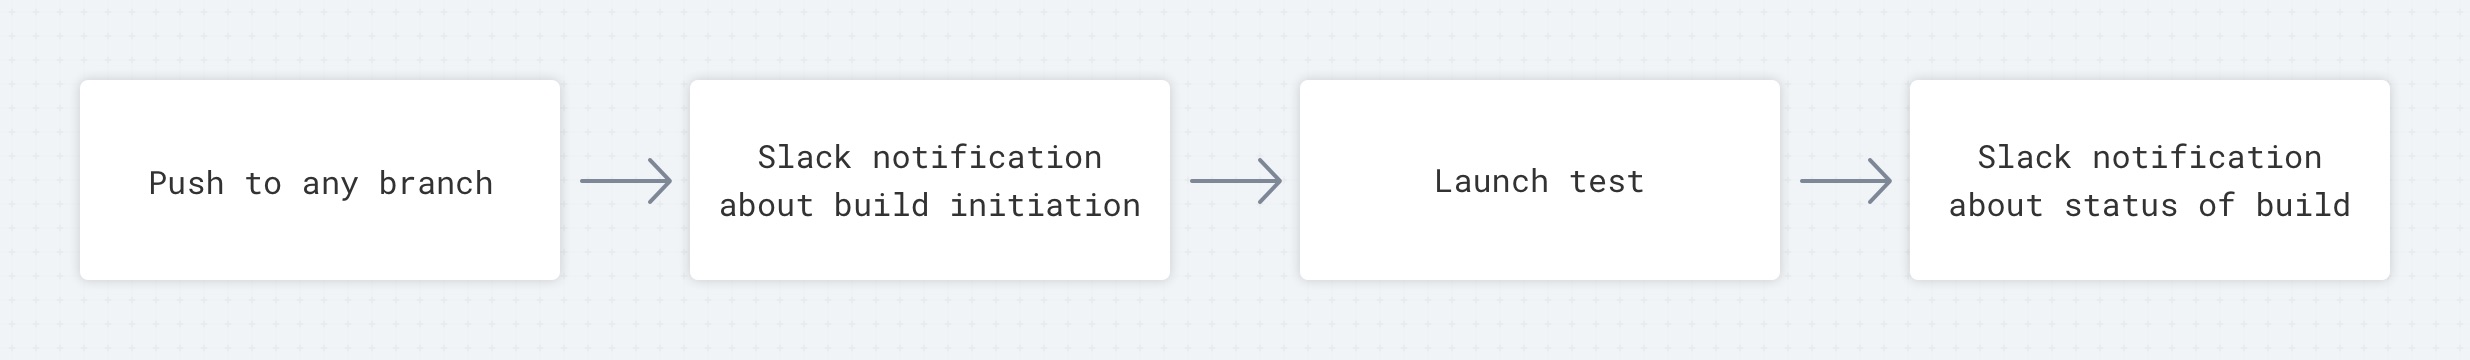 Push to any branch
Slack notification
about build initiation
Launch test
Slack notification
about status of build